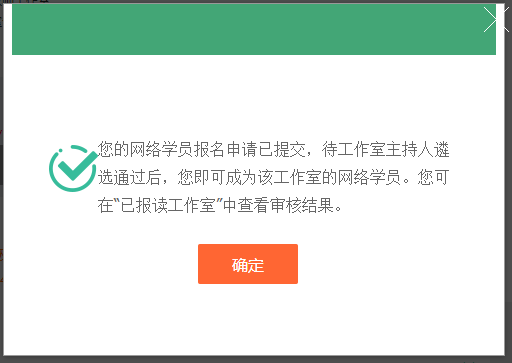 您的网络学员报名申请已提交，待工作室主持人遴
选通过后，您即可成为该工作室的网络学员。您可
在“已报读工作室”中查看审核结果。
确定